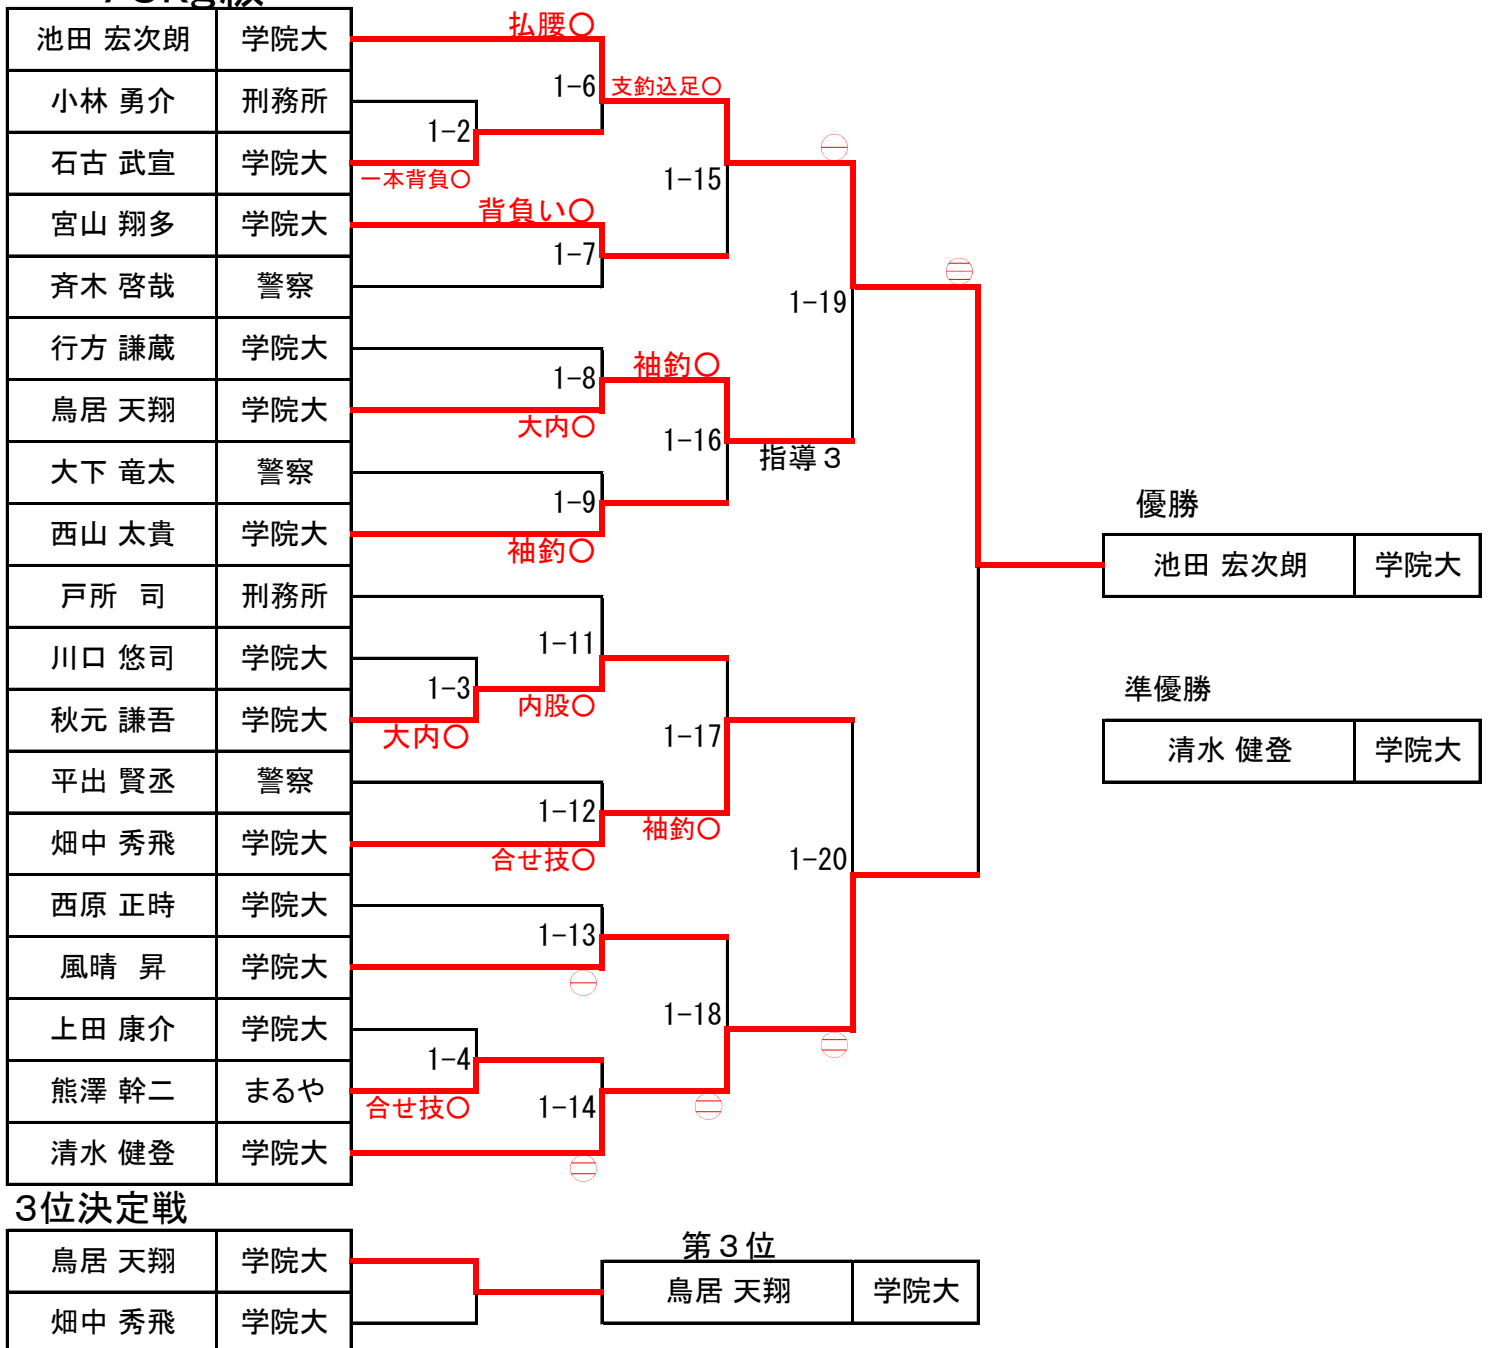 池田 宏次朗 学院大 払腰〇
小林 勇介 刑務所 1-6 支釣込足〇
1-2
石古 武宣 学院大 一本背負〇 1-15
宮山 翔多 学院大 背負い〇
1-7
斉木 啓哉 警察 1-19
行方 謙蔵 学院大
1-8 袖釣〇
鳥居 天翔 学院大 大内〇
1-16 指導3
大下 竜太 警察
1-9
西山 太貴 学院大 袖釣〇
優勝
池田 宏次朗 学院大
戸所 司 刑務所
1-11
川口 悠司 学院大
1-3 内股〇
秋元 謙吾 学院大 大内〇 1-17
準優勝
清水 健登 学院大
平出 賢丞 警察
1-12 袖釣〇
畑中 秀飛 学院大 合せ技〇 1-20
西原 正時 学院大
1-13
風晴 昇 学院大
上田 康介 学院大 1-18
1-4
熊澤 幹二 まるや 合せ技〇 1-14
清水 健登 学院大
3位決定戦
鳥居 天翔 学院大
畑中 秀飛 学院大
第3位
鳥居 天翔 学院大